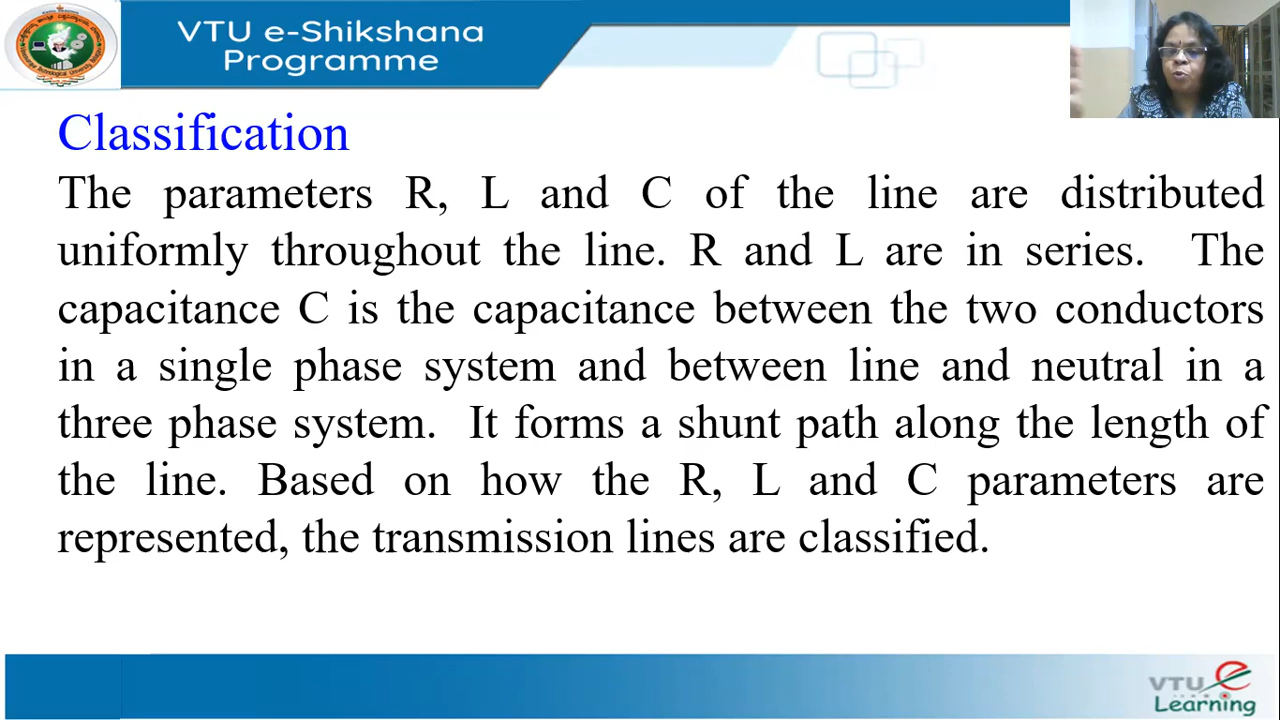 VTU e-Shikshana
Programme
Classification
The parameters R, L and C of the line are distributed
uniformly throughout the line. R and L are in series. The
capacitance C is the capacitance between the two conductors
in a single phase system and between line and neutral in a
three phase system. It forms a shunt path along the length of
the line. Based on how the R, L and C parameters are
represented, the transmission lines are classified.
VTU e
Learning